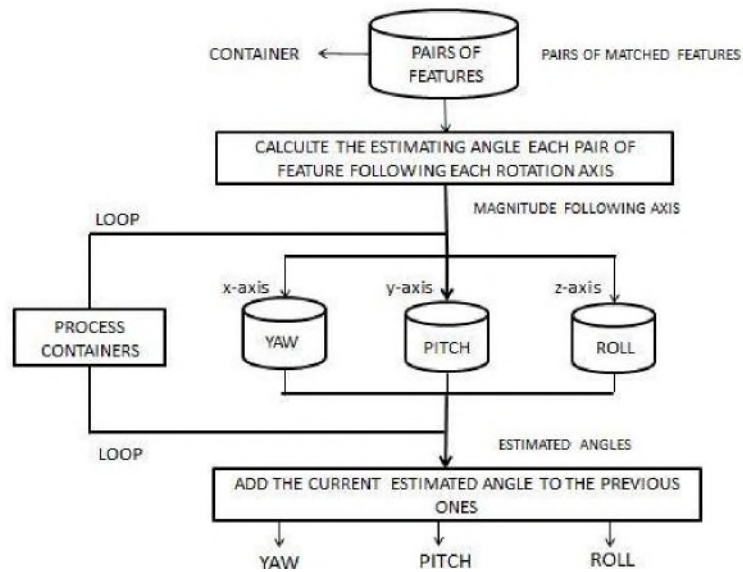 CONTAINER
PAIRS OF
FEATURES
PAIRS OF MATCHED FEATURES
CALCULTE THE ESTIMATING ANGLE EACH PAIR OF
FEATURE FOLLOWING EACH ROTATION AXIS
MAGNITUDE FOLLOWING AXIS
LOOP
x-axis
y-axis
z-axis
PROCESS
CONTAINERS
YAW
PITCH
ROLL
LOOP
ESTIMATED ANGLES
ADD THE CURRENT ESTIMATED ANGLE TO THE PREVIOUS
ONES
YAW
PITCH
ROLL